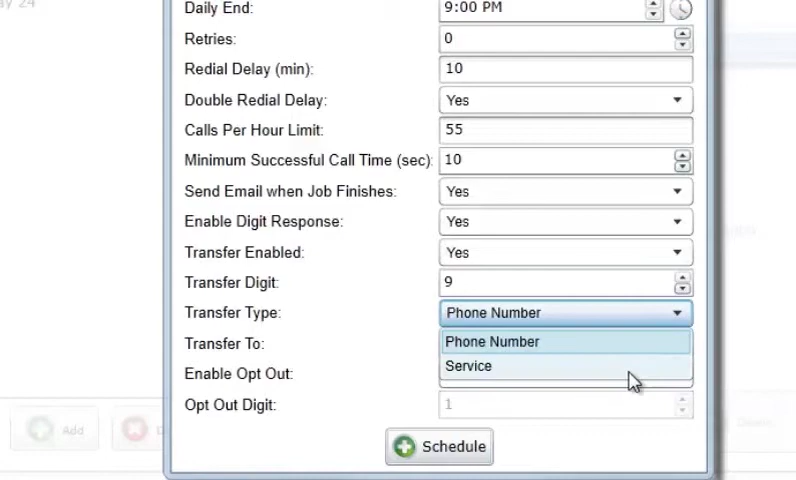 ay 24
Daily End: 9:00 PM
Retries: 0
Redial Delay (min): 10
Double Redial Delay: Yes
Calls Per Hour Limit: 55
Minimum Successful Call Time (sec): 10
Send Email when Job Finishes: Yes
Enable Digit Response: Yes
Transfer Enabled: Yes
Transfer Digit: 9
Transfer Type: Phone Number
Transfer To: Phone Number
Service
Enable Opt Out:
Opt Out Digit: 1
Add
Schedule